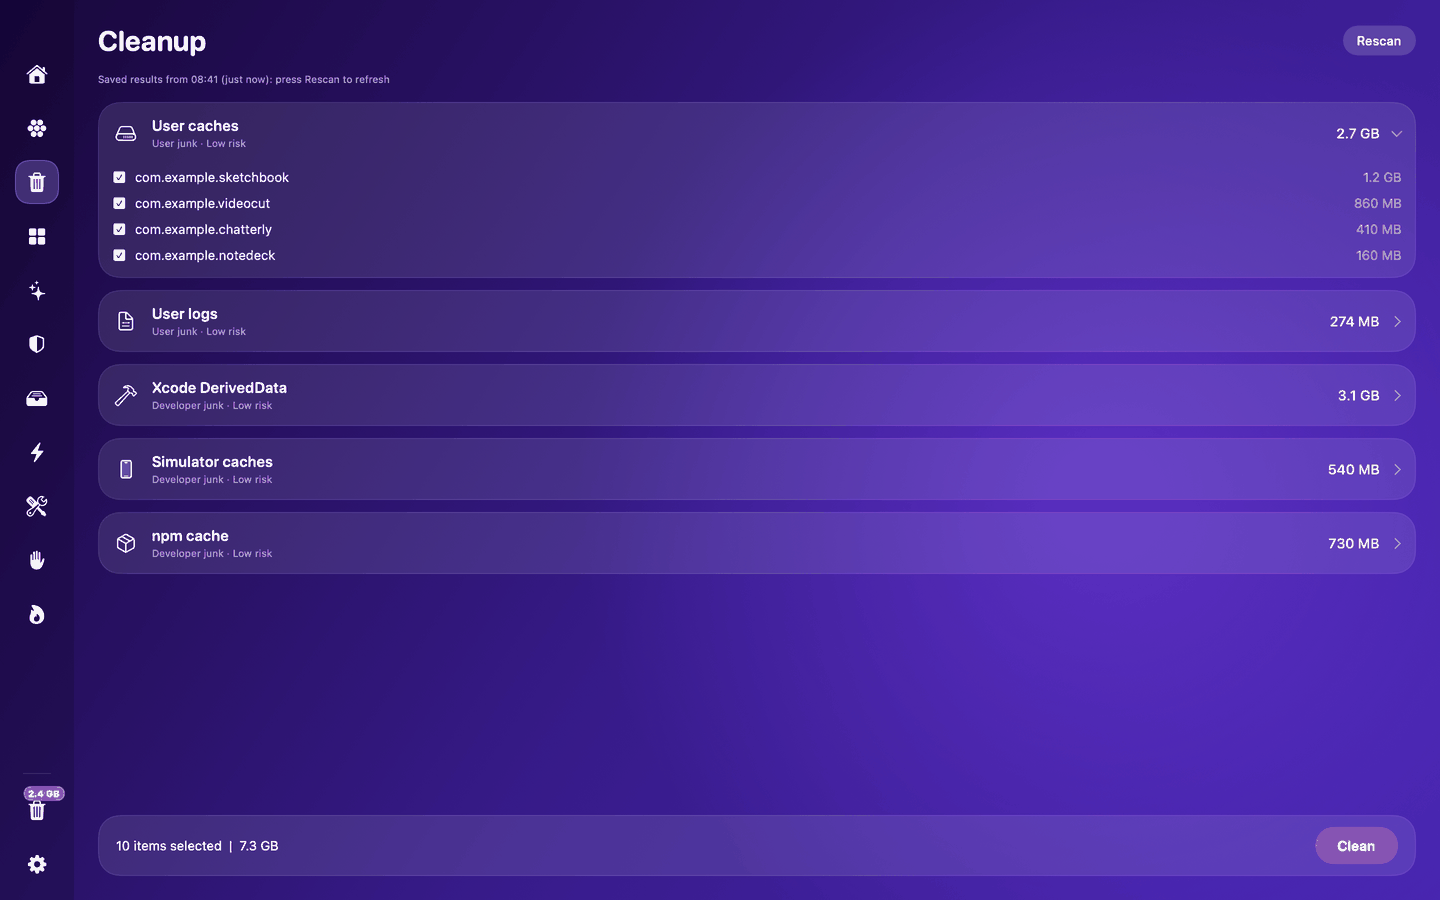 Cleanup
Rescan
Saved results from 08:41 (just now): press Rescan to refresh
User caches
User junk · Low risk
2.7 GB
com.example.sketchbook
1.2 GB
com.example.videocut
860 MB
com.example.chatterly
410 MB
com.example.notedeck
160 MB
User logs
User junk · Low risk
274 MB
Xcode DerivedData
Developer junk · Low risk
3.1 GB
Simulator caches
Developer junk · Low risk
540 MB
npm cache
Developer junk · Low risk
730 MB
2.4 GB
10 items selected | 7.3 GB
Clean